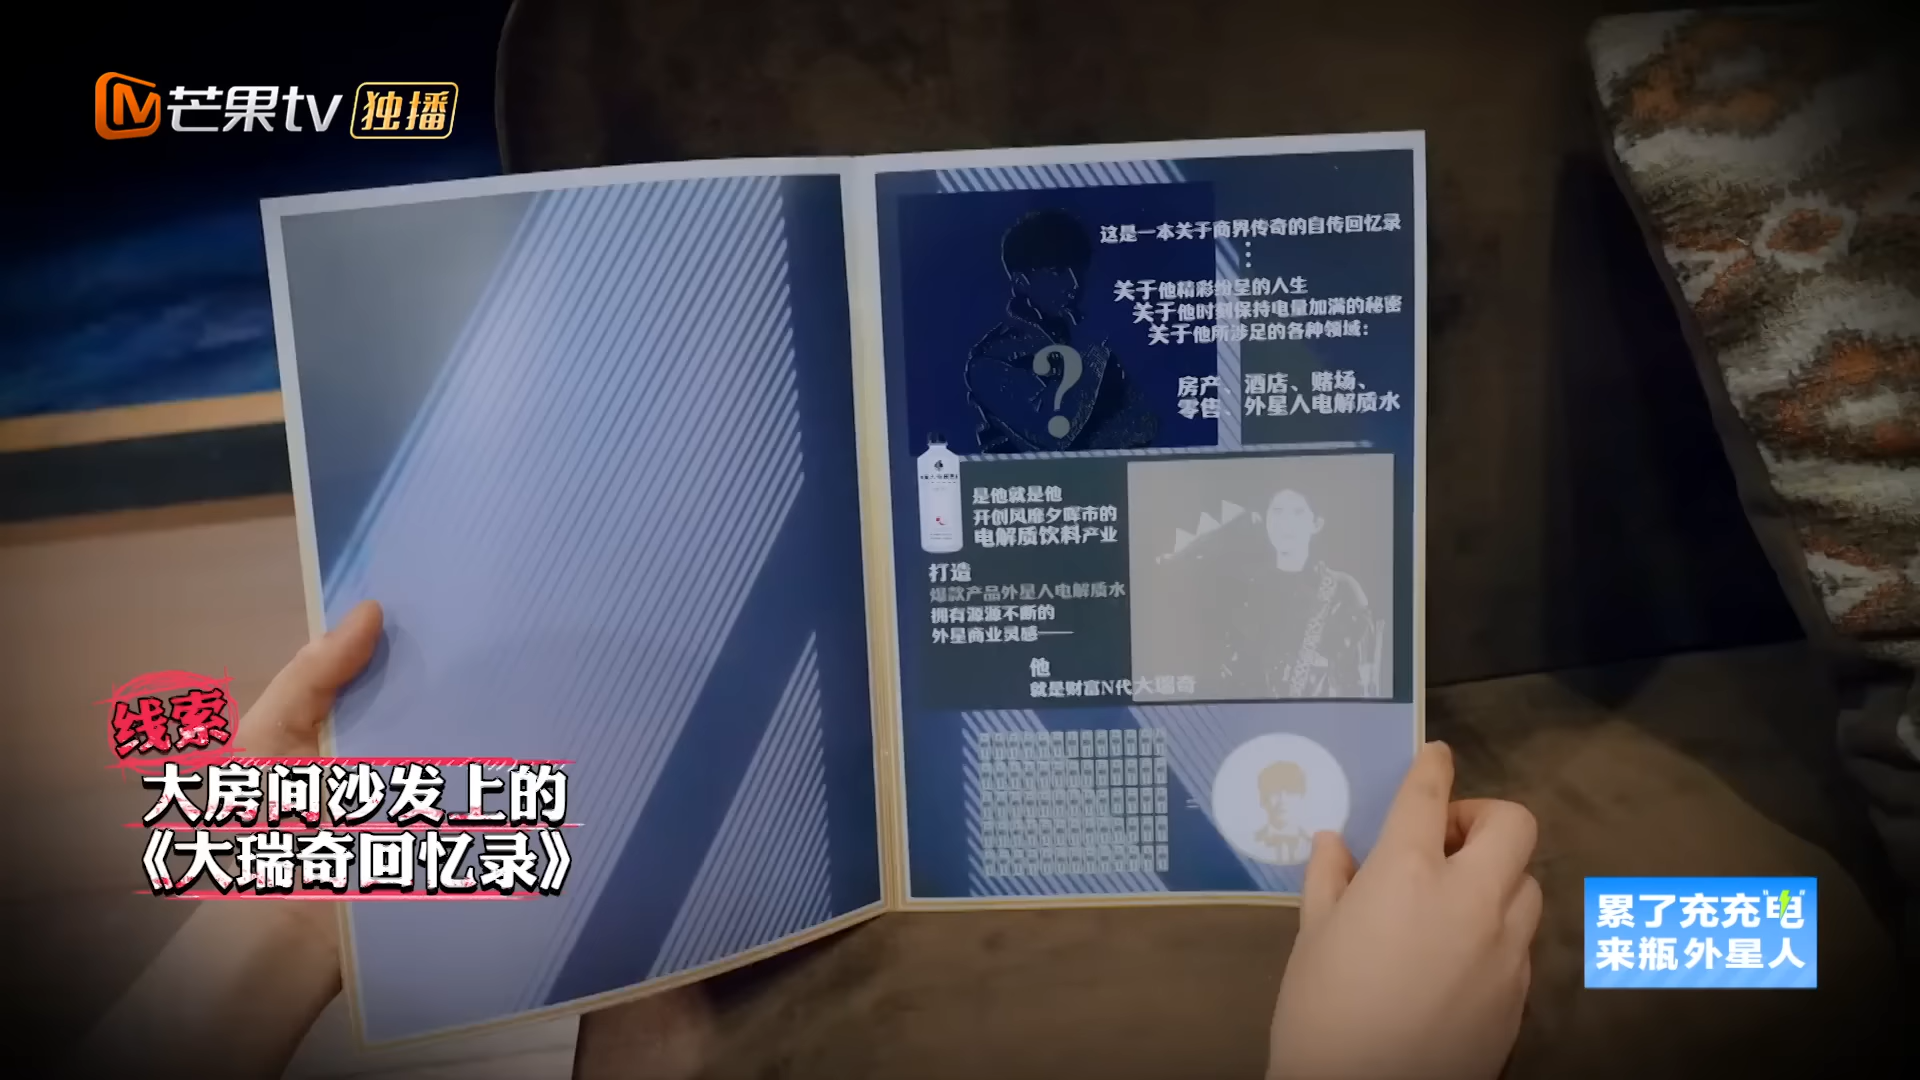 芒果tv 独播
这是一本关于商界传奇的自传回忆录
关于他精彩纷呈的人生
关于他时刻保持电量加满的秘密
关于他所涉足的各种领域：
房产、酒店、赌场、
零售、外星人电解质水
是他就是他
开创风靡夕晖市的
电解质饮料产业
打造
爆款产品外星人电解质水
拥有源源不断的
外星商业灵感——
他
就是财富N代大瑞奇
?
=
线索
大房间沙发上的
《大瑞奇回忆录》
累了充充"电"
来瓶外星人